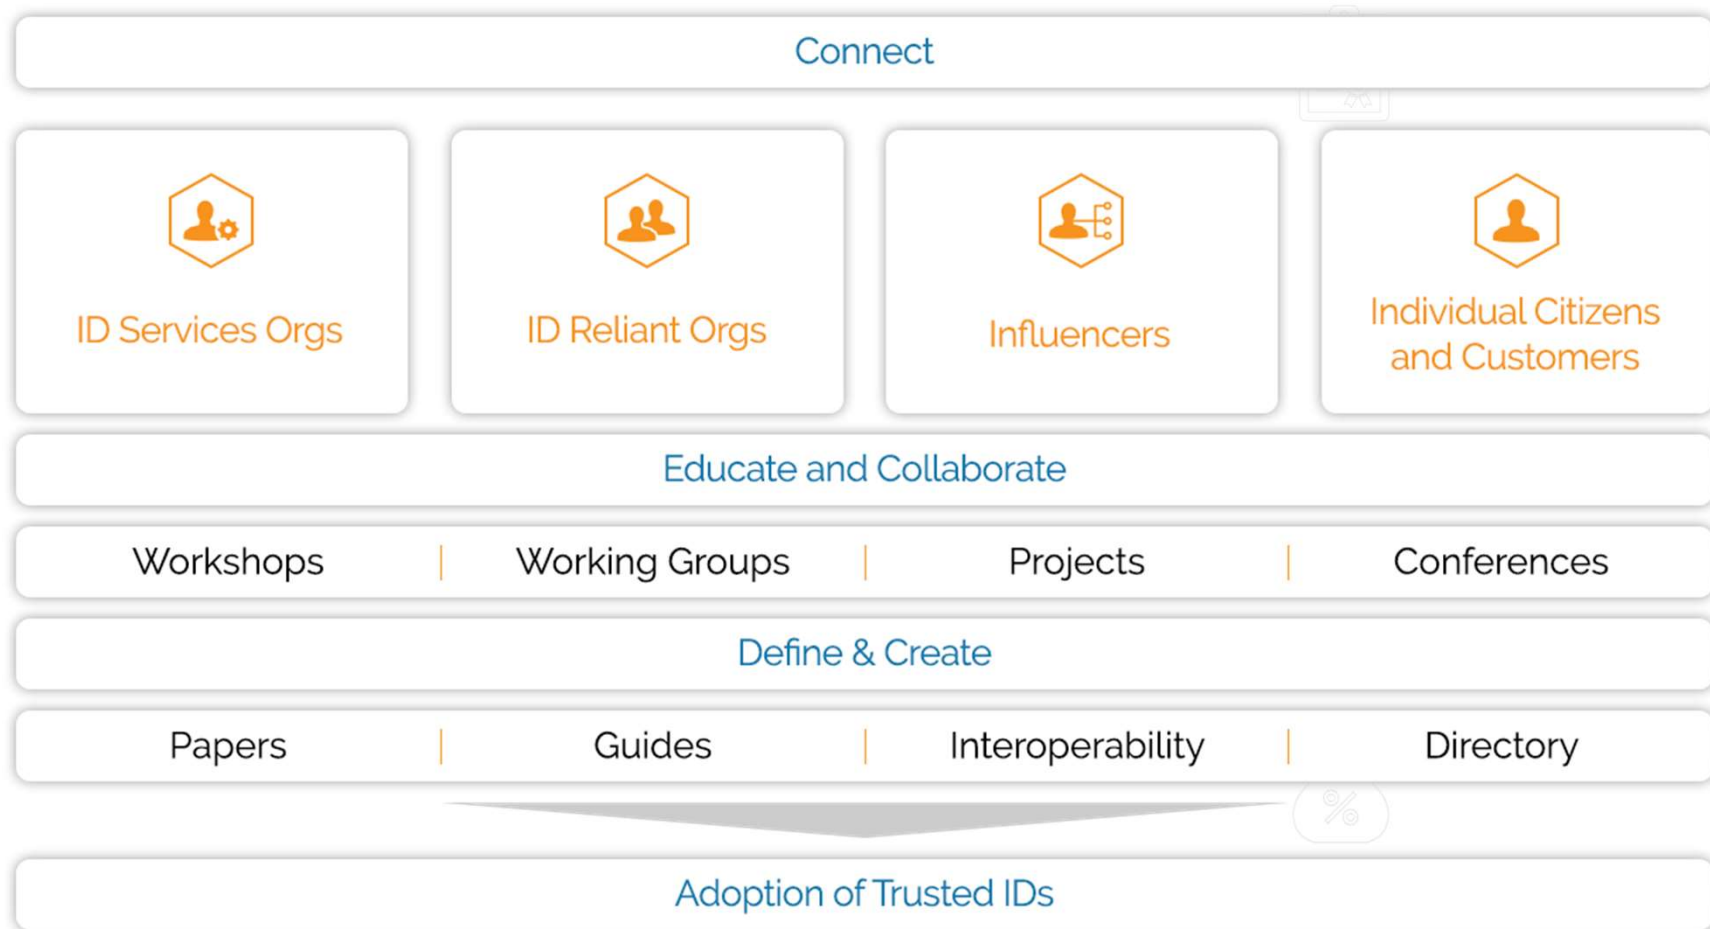 Connect
ID Services Orgs
ID Reliant Orgs
Influencers
Individual Citizens
and Customers
Educate and Collaborate
Workshops
Working Groups
Projects
Conferences
Define & Create
Papers
Guides
Interoperability
Directory
%
Adoption of Trusted IDs